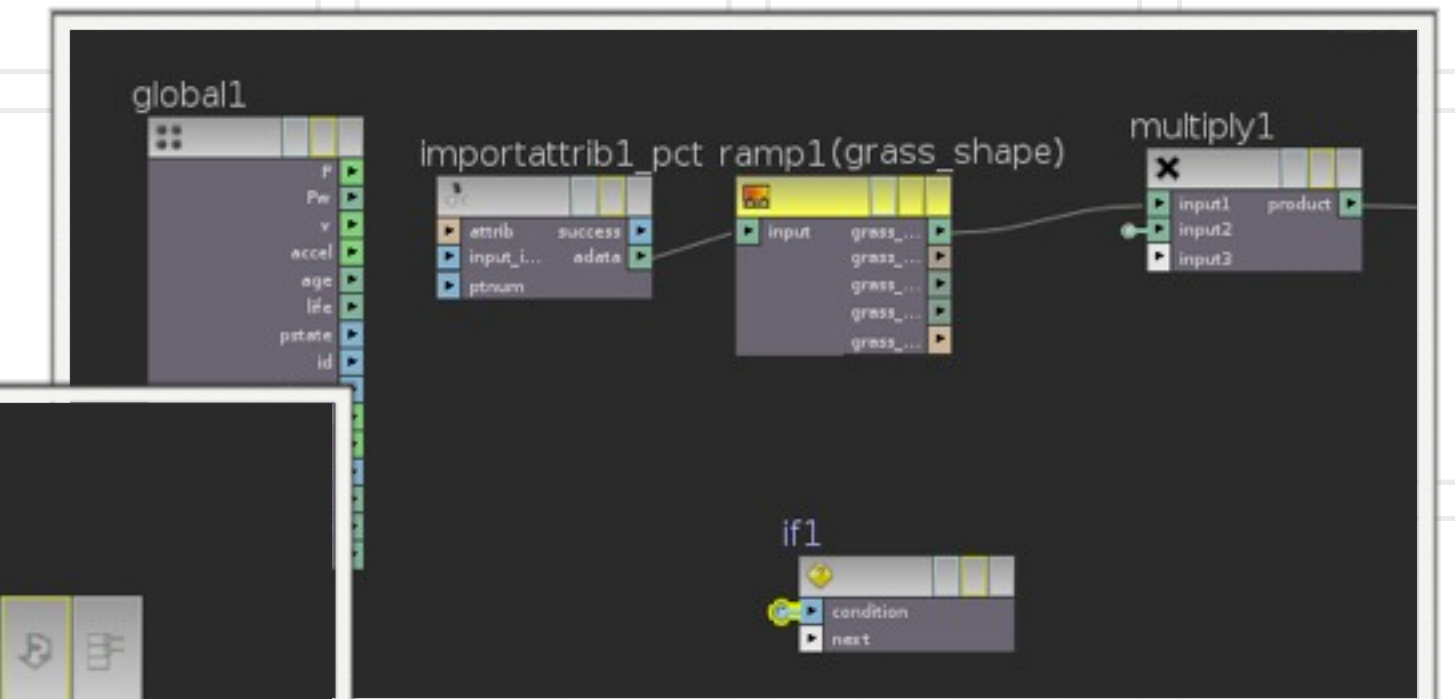 global1
P
Pw
v
accel
age
life
pstate
id
importattrib1_pct
attrib success
input_i... adata
ptnum
ramp1(grass_shape)
input grass_...
grass_...
grass_...
grass_...
grass_...
multiply1
input1 product
input2
input3
if1
condition
next